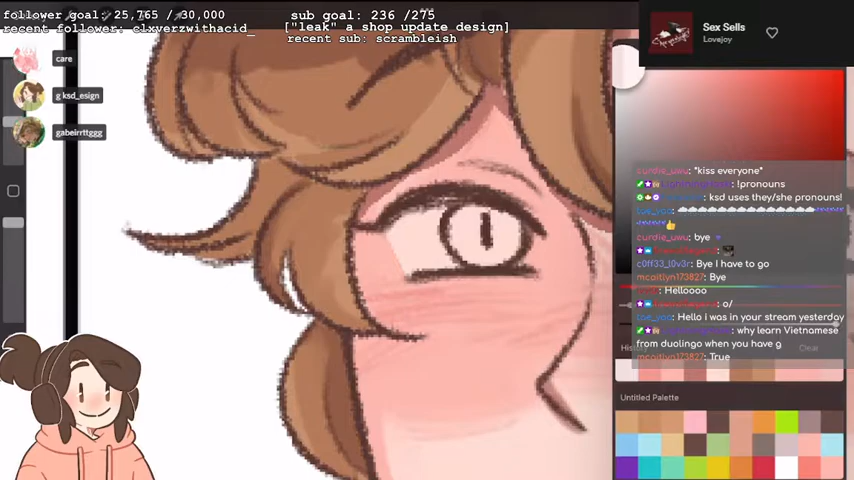 follower goal: 25,765 / 30,000
sub goal: 236 /275
recent follower: clxverzwithacid_
["leak" a shop update design]
recent sub: scrambleish
Sex Sells
Lovejoy
care
g ksd_esign
gabeirrttggg
curdie_uwu: *kiss everyone*
: !pronouns
: ksd uses they/she pronouns!
curdie_uwu: bye
c0ff33_l0v3r: Bye I have to go
mcaitlyn173827: Bye
: Helloooo
: o/
: Hello i was in your stream yesterday
: why learn Vietnamese
from duolingo when you have g
mcaitlyn173827: True
Clear
Untitled Palette